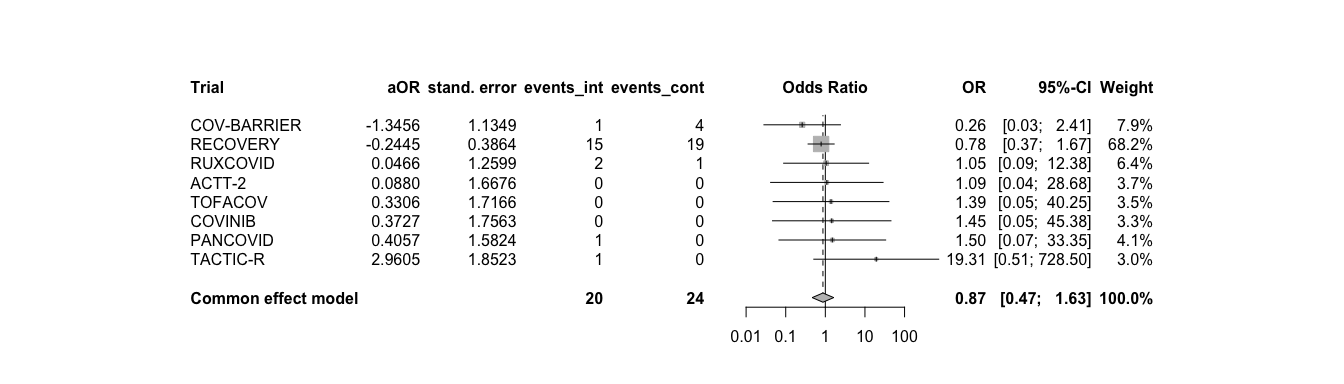 Trial aOR stand. error events_int events_cont Odds Ratio OR 95%-CI Weight
COV-BARRIER -1.3456 1.1349 1 4 0.26 [0.03; 2.41] 7.9%
RECOVERY -0.2445 0.3864 15 19 0.78 [0.37; 1.67] 68.2%
RUXCOVID 0.0466 1.2599 2 1 1.05 [0.09; 12.38] 6.4%
ACTT-2 0.0880 1.6676 0 0 1.09 [0.04; 28.68] 3.7%
TOFACOV 0.3306 1.7166 0 0 1.39 [0.05; 40.25] 3.5%
COVINIB 0.3727 1.7563 0 0 1.45 [0.05; 45.38] 3.3%
PANCOVID 0.4057 1.5824 1 0 1.50 [0.07; 33.35] 4.1%
TACTIC-R 2.9605 1.8523 1 0 19.31 [0.51; 728.50] 3.0%
Common effect model 20 24 0.87 [0.47; 1.63] 100.0%
0.01 0.1 1 10 100